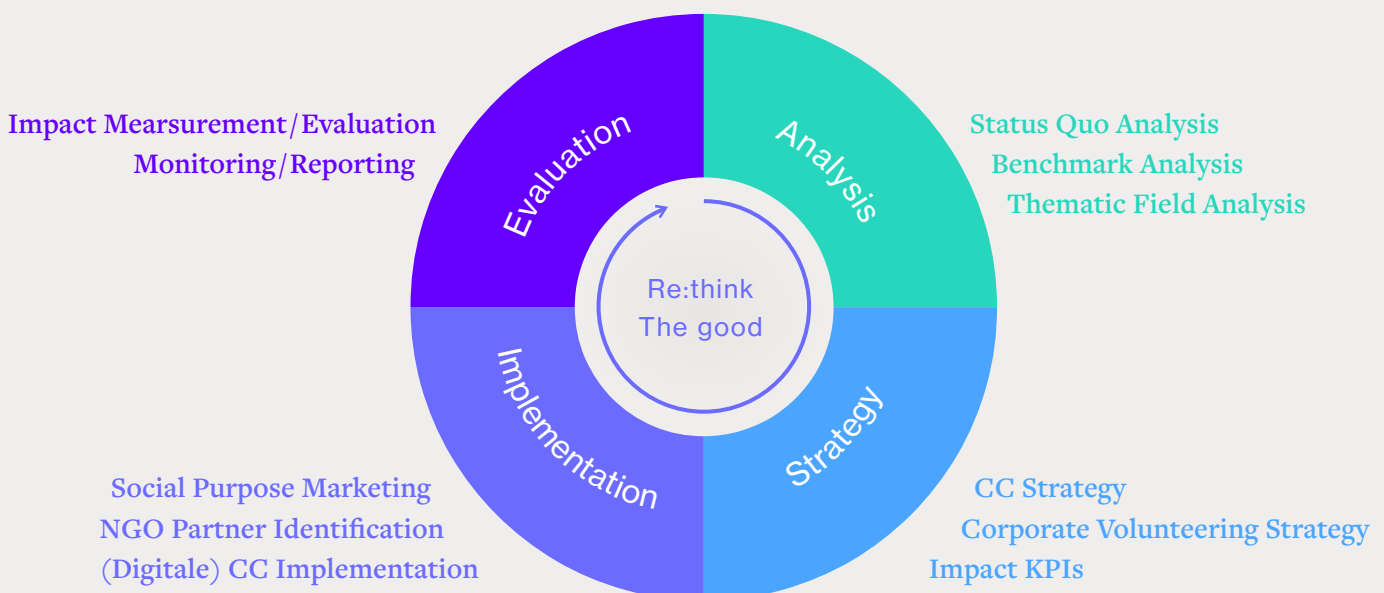 Impact Mearsurement/Evaluation
Monitoring/Reporting
Evaluation
Analysis
Status Quo Analysis
Benchmark Analysis
Thematic Field Analysis
Re:think
The good
Implementation
Strategy
Social Purpose Marketing
NGO Partner Identification
(Digitale) CC Implementation
CC Strategy
Corporate Volunteering Strategy
Impact KPIs